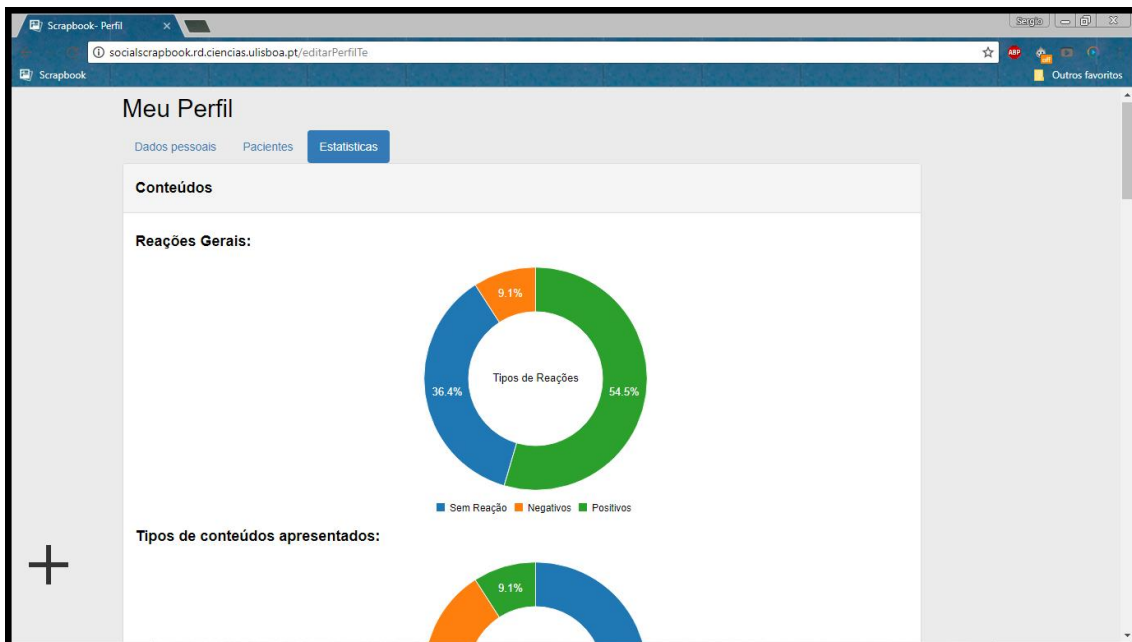 Scrapbook- Perfil
Sergio
socialscrapbook.rd.ciencias.ulisboa.pt/editarPerfilTe
ABP
off
Scrapbook
Outros favoritos
Meu Perfil
Dados pessoais Pacientes Estatisticas
Conteúdos
Reações Gerais:
9.1%
Tipos de Reações
36.4%
54.5%
Sem Reação Negativos Positivos
Tipos de conteúdos apresentados:
9.1%